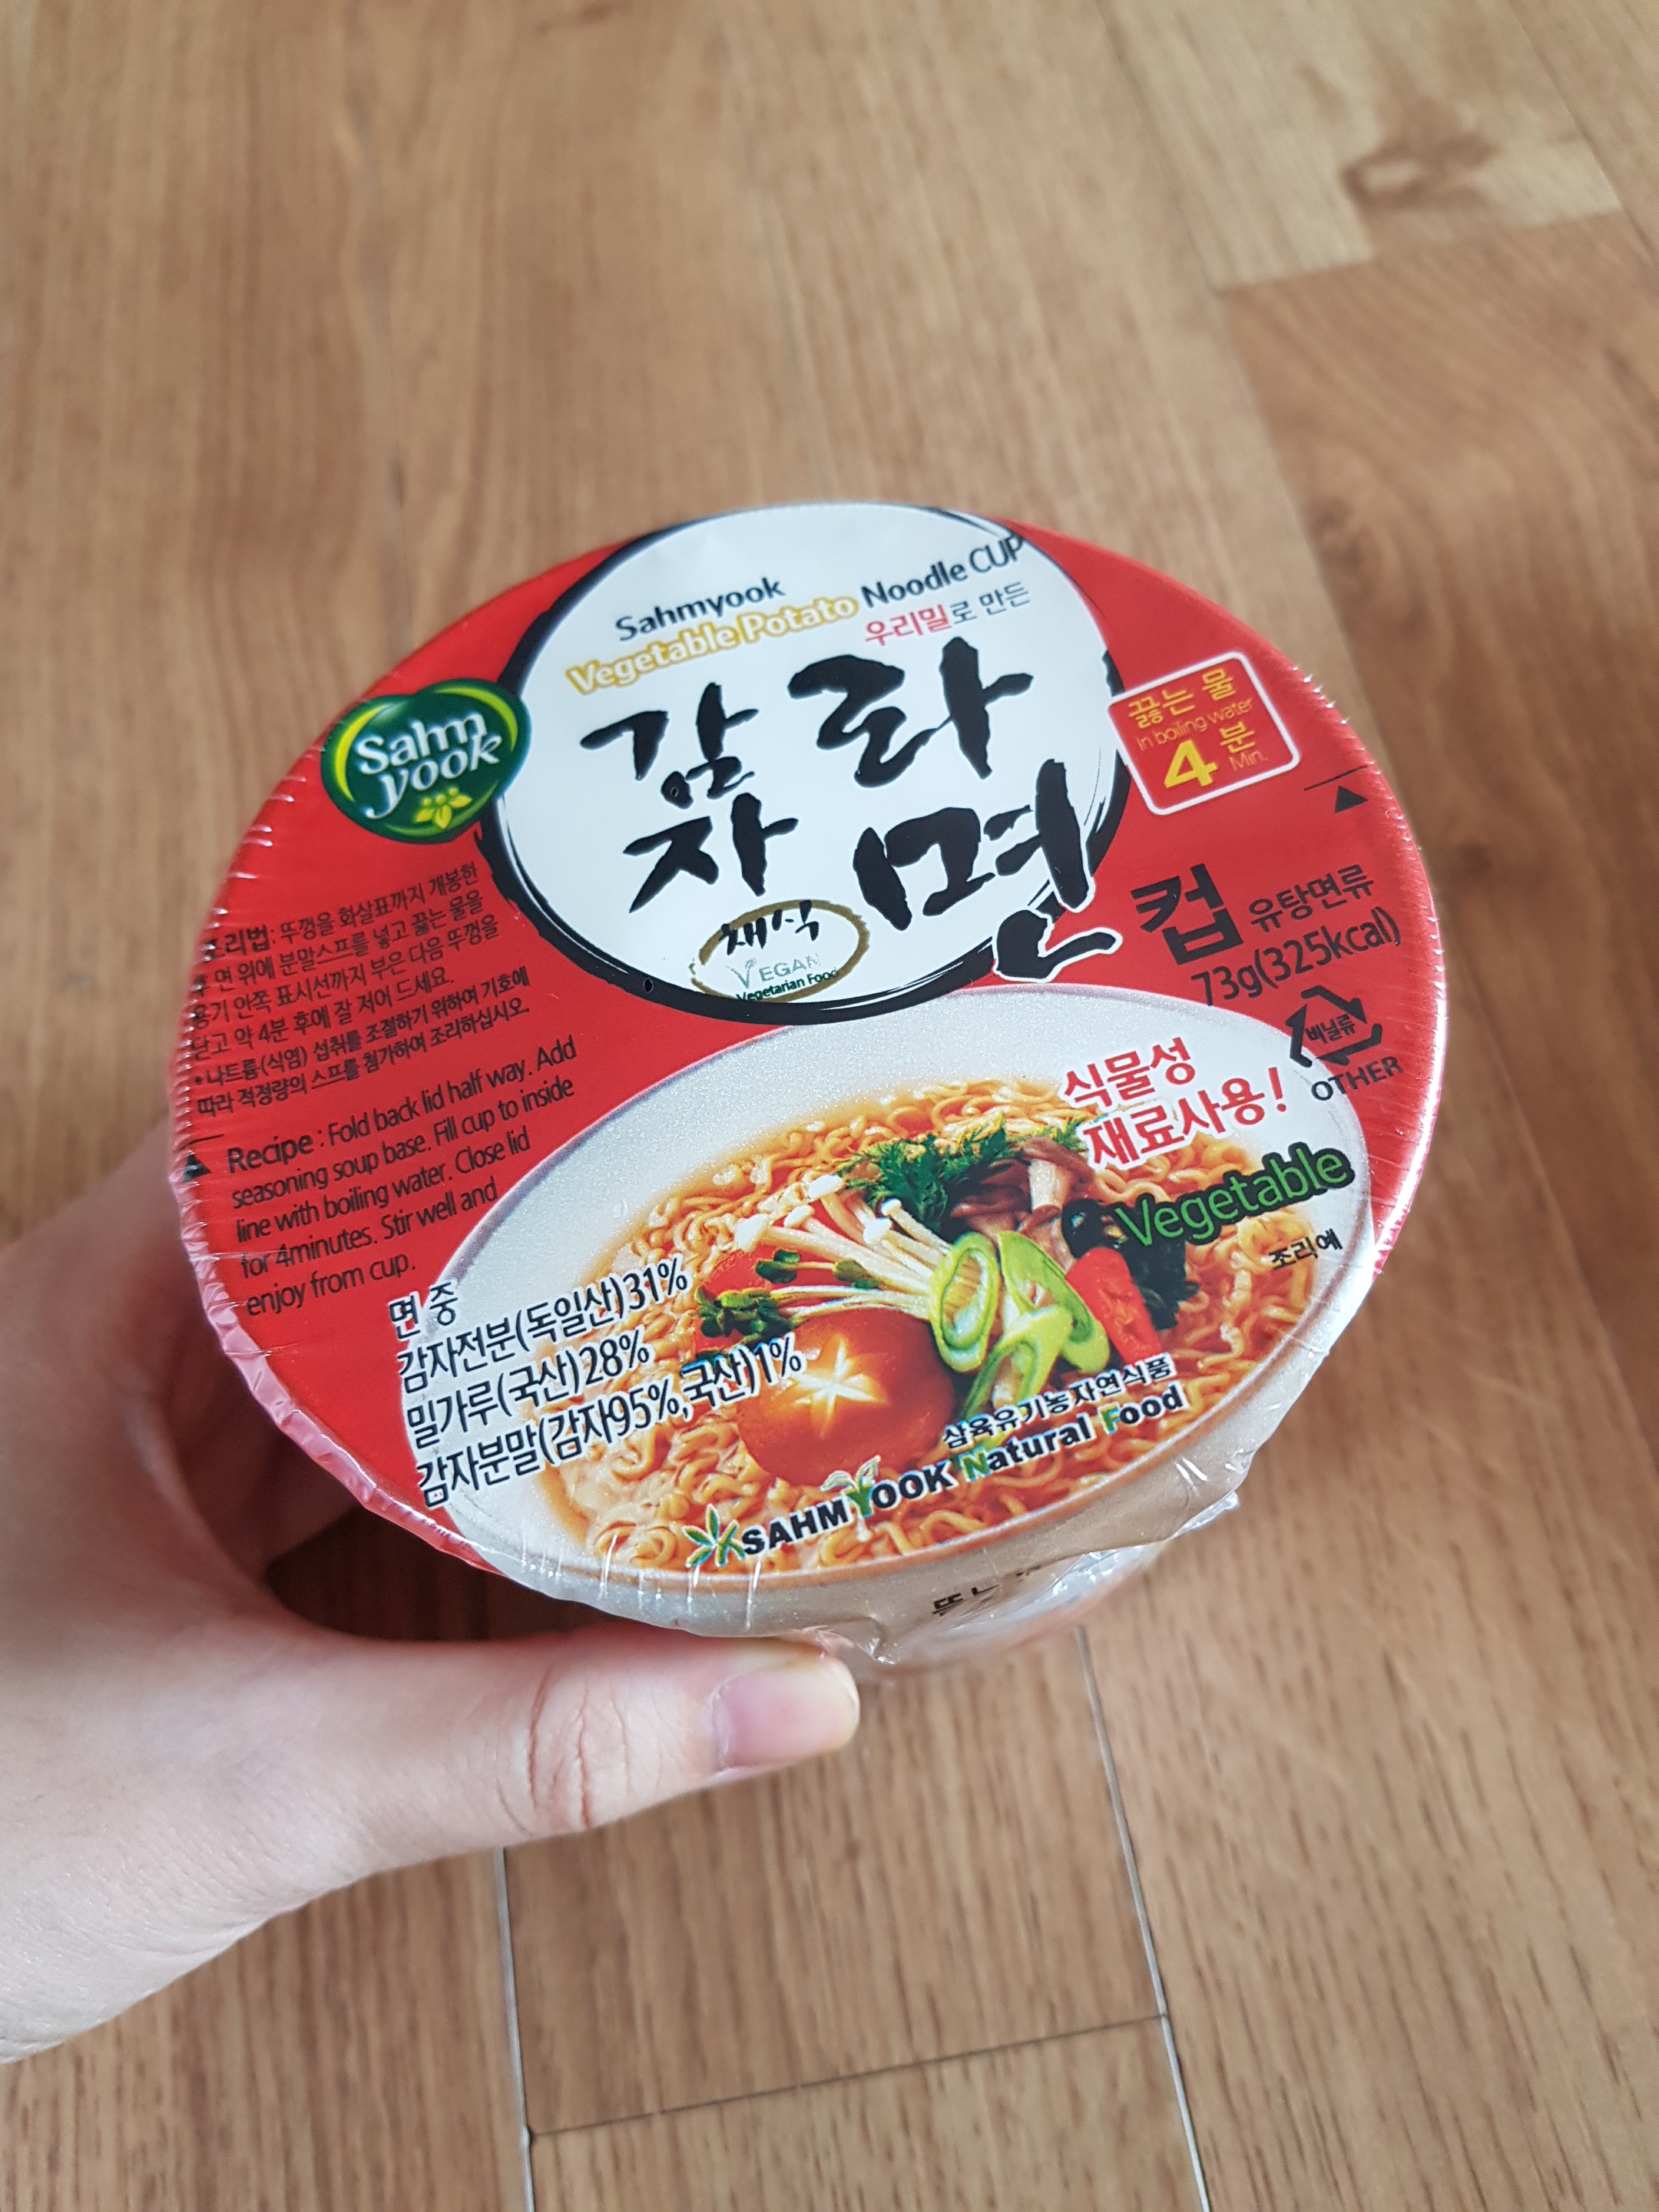 Sahmyook
Vegetable Potato Noodle CUP
우리밀로 만든
감자
라면
채식
VEGAN
Vegetarian Food
Sahm
yook
끓는 물
in boiling water
4분
Min.
컵 유탕면류
73g(325kcal)
비닐류
OTHER
조리법: 뚜껑을 화살표까지 개봉한
후 면 위에 분말스프를 넣고 끓는 물을
용기 안쪽 표시선까지 부은 다음 뚜껑을
닫고 약 4분 후에 잘 저어 드세요.
• 나트륨(식염) 섭취를 조절하기 위하여 기호에
따라 적정량의 스프를 첨가하여 조리하십시오.
Recipe : Fold back lid half way. Add
seasoning soup base. Fill cup to inside
line with boiling water. Close lid
for 4minutes. Stir well and
enjoy from cup.
식물성
재료사용!
Vegetable
조리예
면 중
감자전분(독일산)31%
밀가루(국산)28%
감자분말(감자95%,국산)1%
삼육유기농자연식품
SAHMYOOK Natural Food